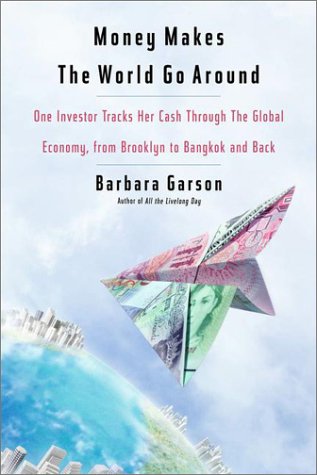 Money Makes
The World Go Around
One Investor Tracks Her Cash Through The Global
Economy, from Brooklyn to Bangkok and Back
Barbara Garson
Author of All the Livelong Day